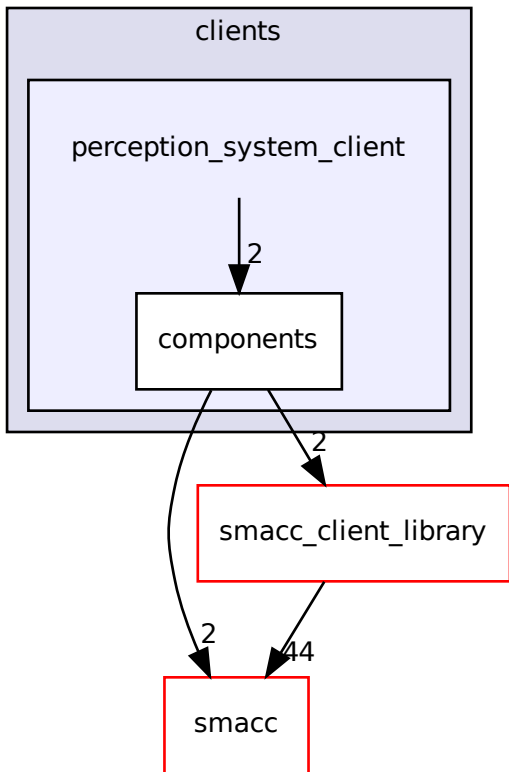 clients
perception_system_client
2
components
2
smacc_client_library
2
44
smacc